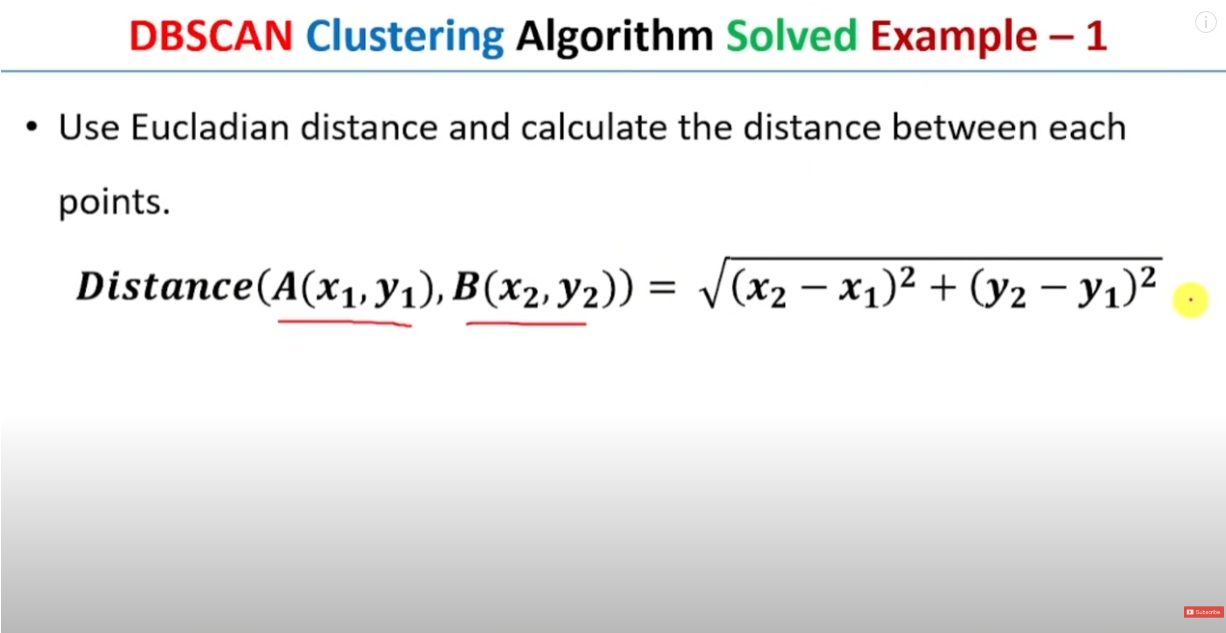 DBSCAN Clustering Algorithm Solved Example – 1
• Use Eucladian distance and calculate the distance between each
points.
Distance(A(x₁, y₁), B(x₂, y₂)) = √(x₂ − x₁)² + (y₂ − y₁)²
Subscribe